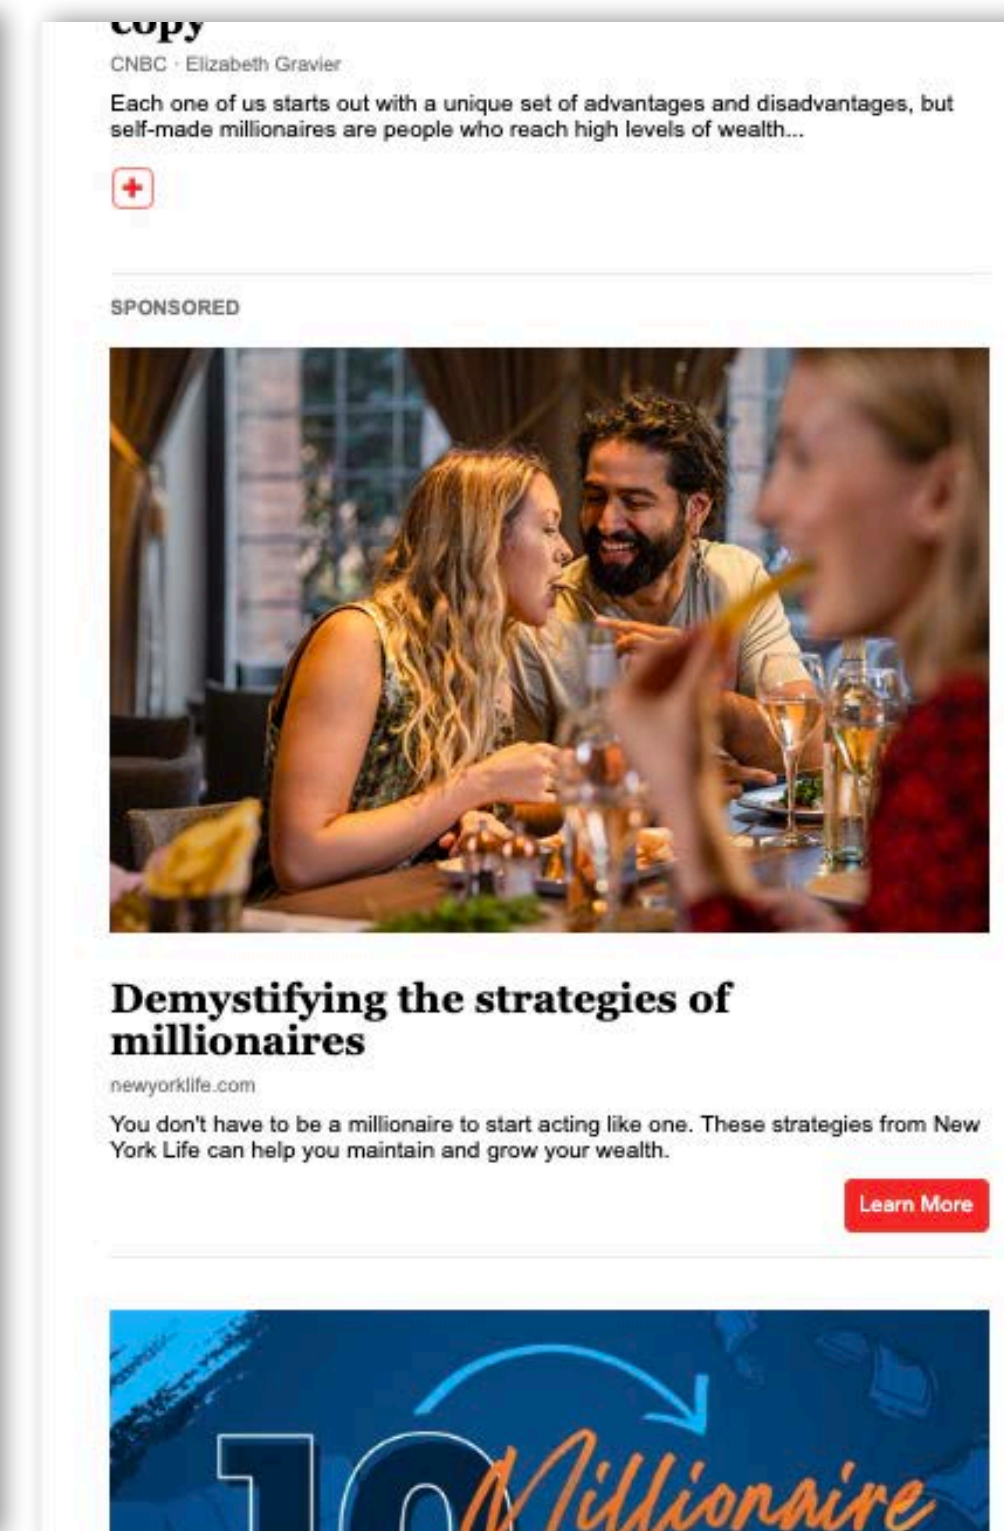 copy
CNBC · Elizabeth Gravier
Each one of us starts out with a unique set of advantages and disadvantages, but
self-made millionaires are people who reach high levels of wealth...
SPONSORED
Demystifying the strategies of
millionaires
newyorklife.com
You don't have to be a millionaire to start acting like one. These strategies from New
York Life can help you maintain and grow your wealth.
Learn More
10 Millionaire